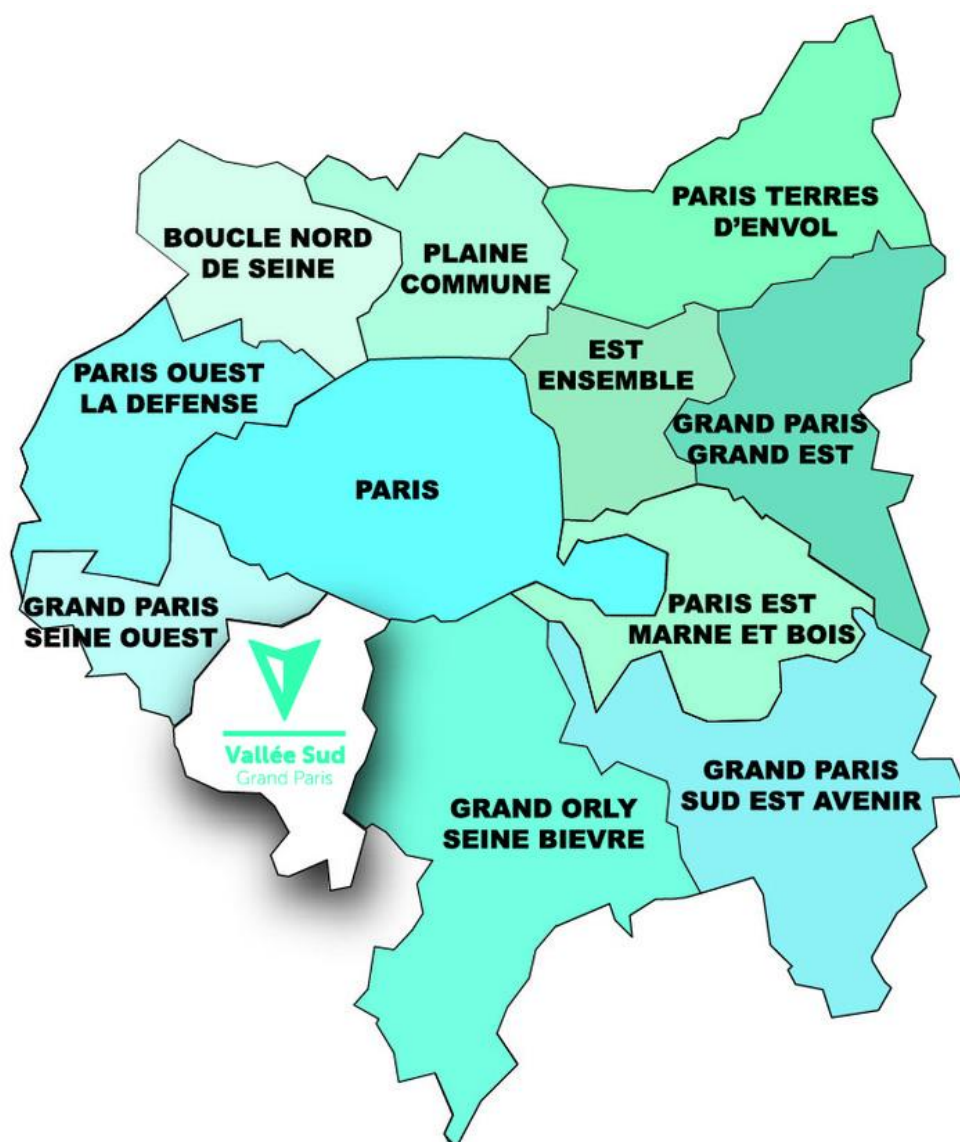 PARIS TERRES
D'ENVOL
BOUCLE NORD
DE SEINE
PLAINE
COMMUNE
EST
ENSEMBLE
PARIS OUEST
LA DEFENSE
GRAND PARIS
GRAND EST
PARIS
GRAND PARIS
SEINE OUEST
PARIS EST
MARNE ET BOIS
Vallée Sud
Grand Paris
GRAND PARIS
SUD EST AVENIR
GRAND ORLY
SEINE BIEVRE